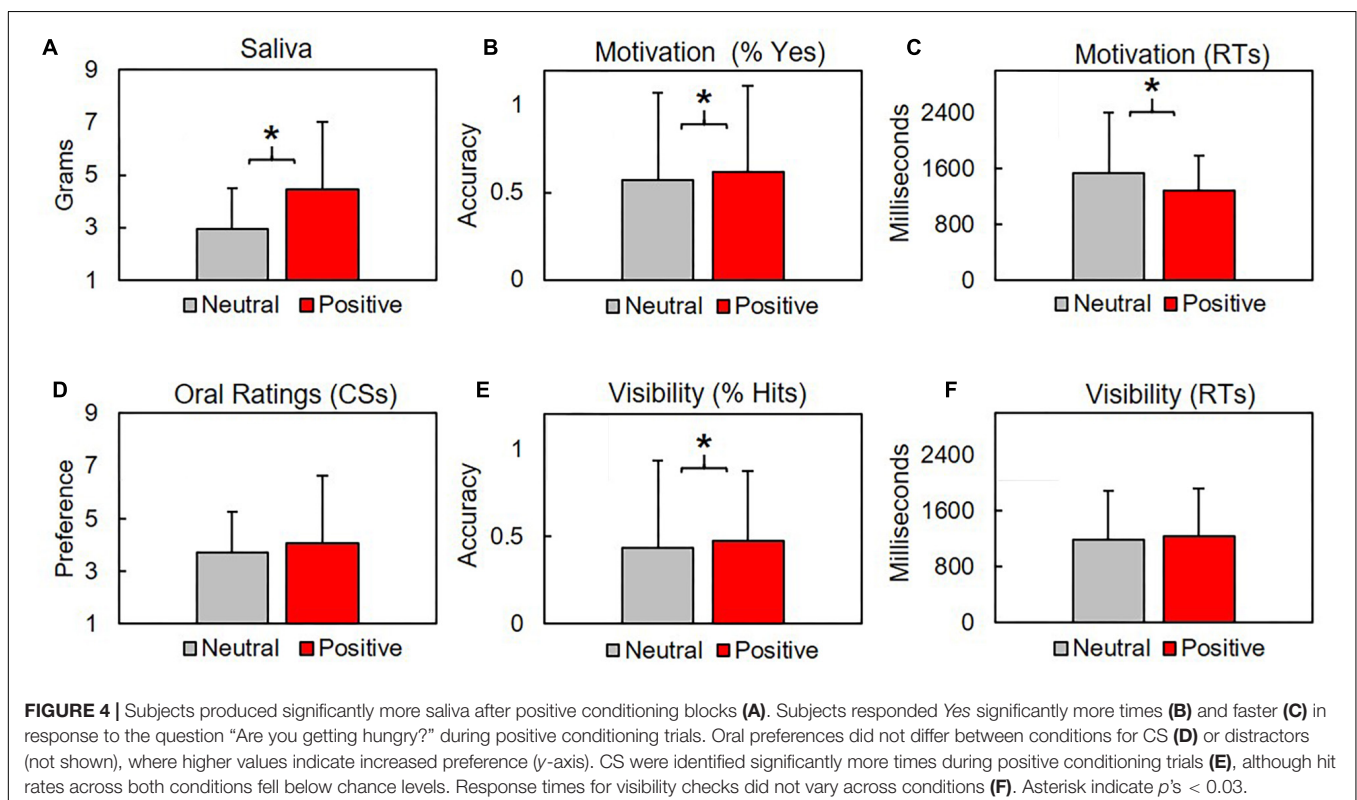 A
Saliva
9
7
5
3
1
Grams
*
Neutral Positive
B
Motivation (% Yes)
1
0.5
0
Accuracy
*
Neutral Positive
C
Motivation (RTs)
2400
1600
800
0
Milliseconds
*
Neutral Positive
D
Oral Ratings (CSs)
9
7
5
3
1
Preference
Neutral Positive
E
Visibility (% Hits)
1
0.5
0
Accuracy
*
Neutral Positive
F
Visibility (RTs)
2400
1600
800
0
Milliseconds
Neutral Positive
FIGURE 4 | Subjects produced significantly more saliva after positive conditioning blocks (A). Subjects responded Yes significantly more times (B) and faster (C) in
response to the question “Are you getting hungry?” during positive conditioning trials. Oral preferences did not differ between conditions for CS (D) or distractors
(not shown), where higher values indicate increased preference (y-axis). CS were identified significantly more times during positive conditioning trials (E), although hit
rates across both conditions fell below chance levels. Response times for visibility checks did not vary across conditions (F). Asterisk indicate p’s < 0.03.